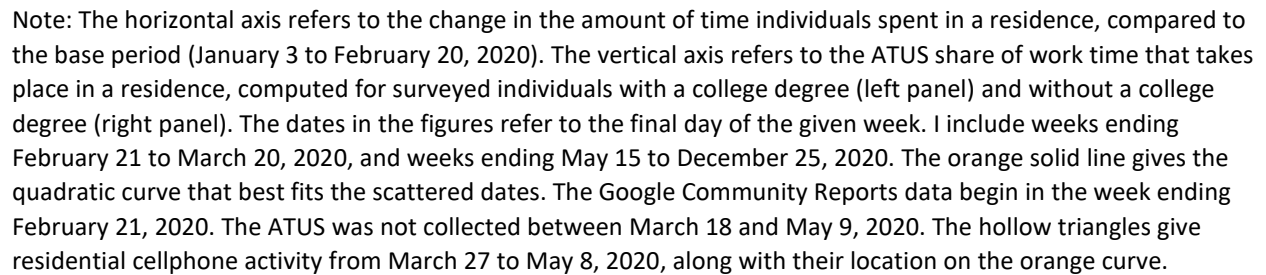 Note: The horizontal axis refers to the change in the amount of time individuals spent in a residence, compared to
the base period (January 3 to February 20, 2020). The vertical axis refers to the ATUS share of work time that takes
place in a residence, computed for surveyed individuals with a college degree (left panel) and without a college
degree (right panel). The dates in the figures refer to the final day of the given week. I include weeks ending
February 21 to March 20, 2020, and weeks ending May 15 to December 25, 2020. The orange solid line gives the
quadratic curve that best fits the scattered dates. The Google Community Reports data begin in the week ending
February 21, 2020. The ATUS was not collected between March 18 and May 9, 2020. The hollow triangles give
residential cellphone activity from March 27 to May 8, 2020, along with their location on the orange curve.